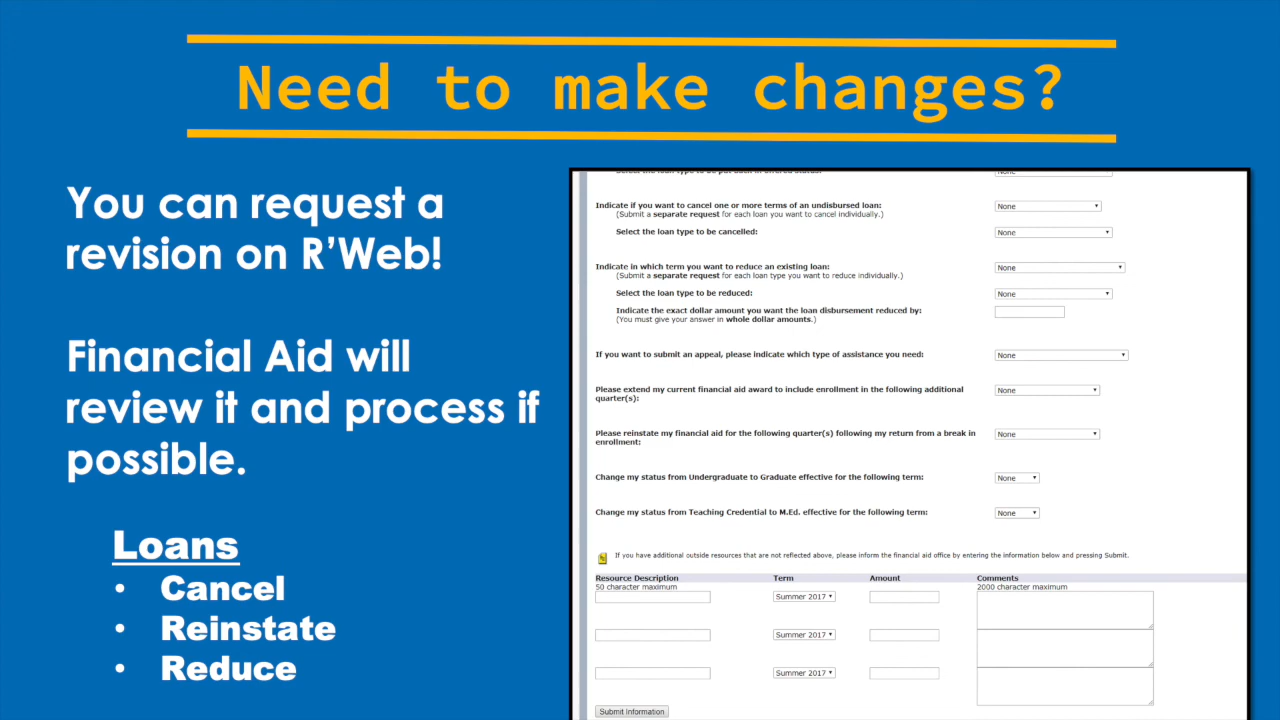 Need to make changes?
You can request a
revision on R’Web!
Financial Aid will
review it and process if
possible.
Loans
• Cancel
• Reinstate
• Reduce
Select the loan type to be put back in offered status: None
Indicate if you want to cancel one or more terms of an undisbursed loan: None
(Submit a separate request for each loan you want to cancel individually.)
Select the loan type to be cancelled: None
Indicate in which term you want to reduce an existing loan: None
(Submit a separate request for each loan type you want to reduce individually.)
Select the loan type to be reduced: None
Indicate the exact dollar amount you want the loan disbursement reduced by:
(You must give your answer in whole dollar amounts.)
If you want to submit an appeal, please indicate which type of assistance you need: None
Please extend my current financial aid award to include enrollment in the following additional None
quarter(s):
Please reinstate my financial aid for the following quarter(s) following my return from a break in None
enrollment:
Change my status from Undergraduate to Graduate effective for the following term: None
Change my status from Teaching Credential to M.Ed. effective for the following term: None
If you have additional outside resources that are not reflected above, please inform the financial aid office by entering the information below and pressing Submit.
Resource Description Term Amount Comments
50 character maximum 2000 character maximum
Summer 2017
Summer 2017
Summer 2017
Submit Information